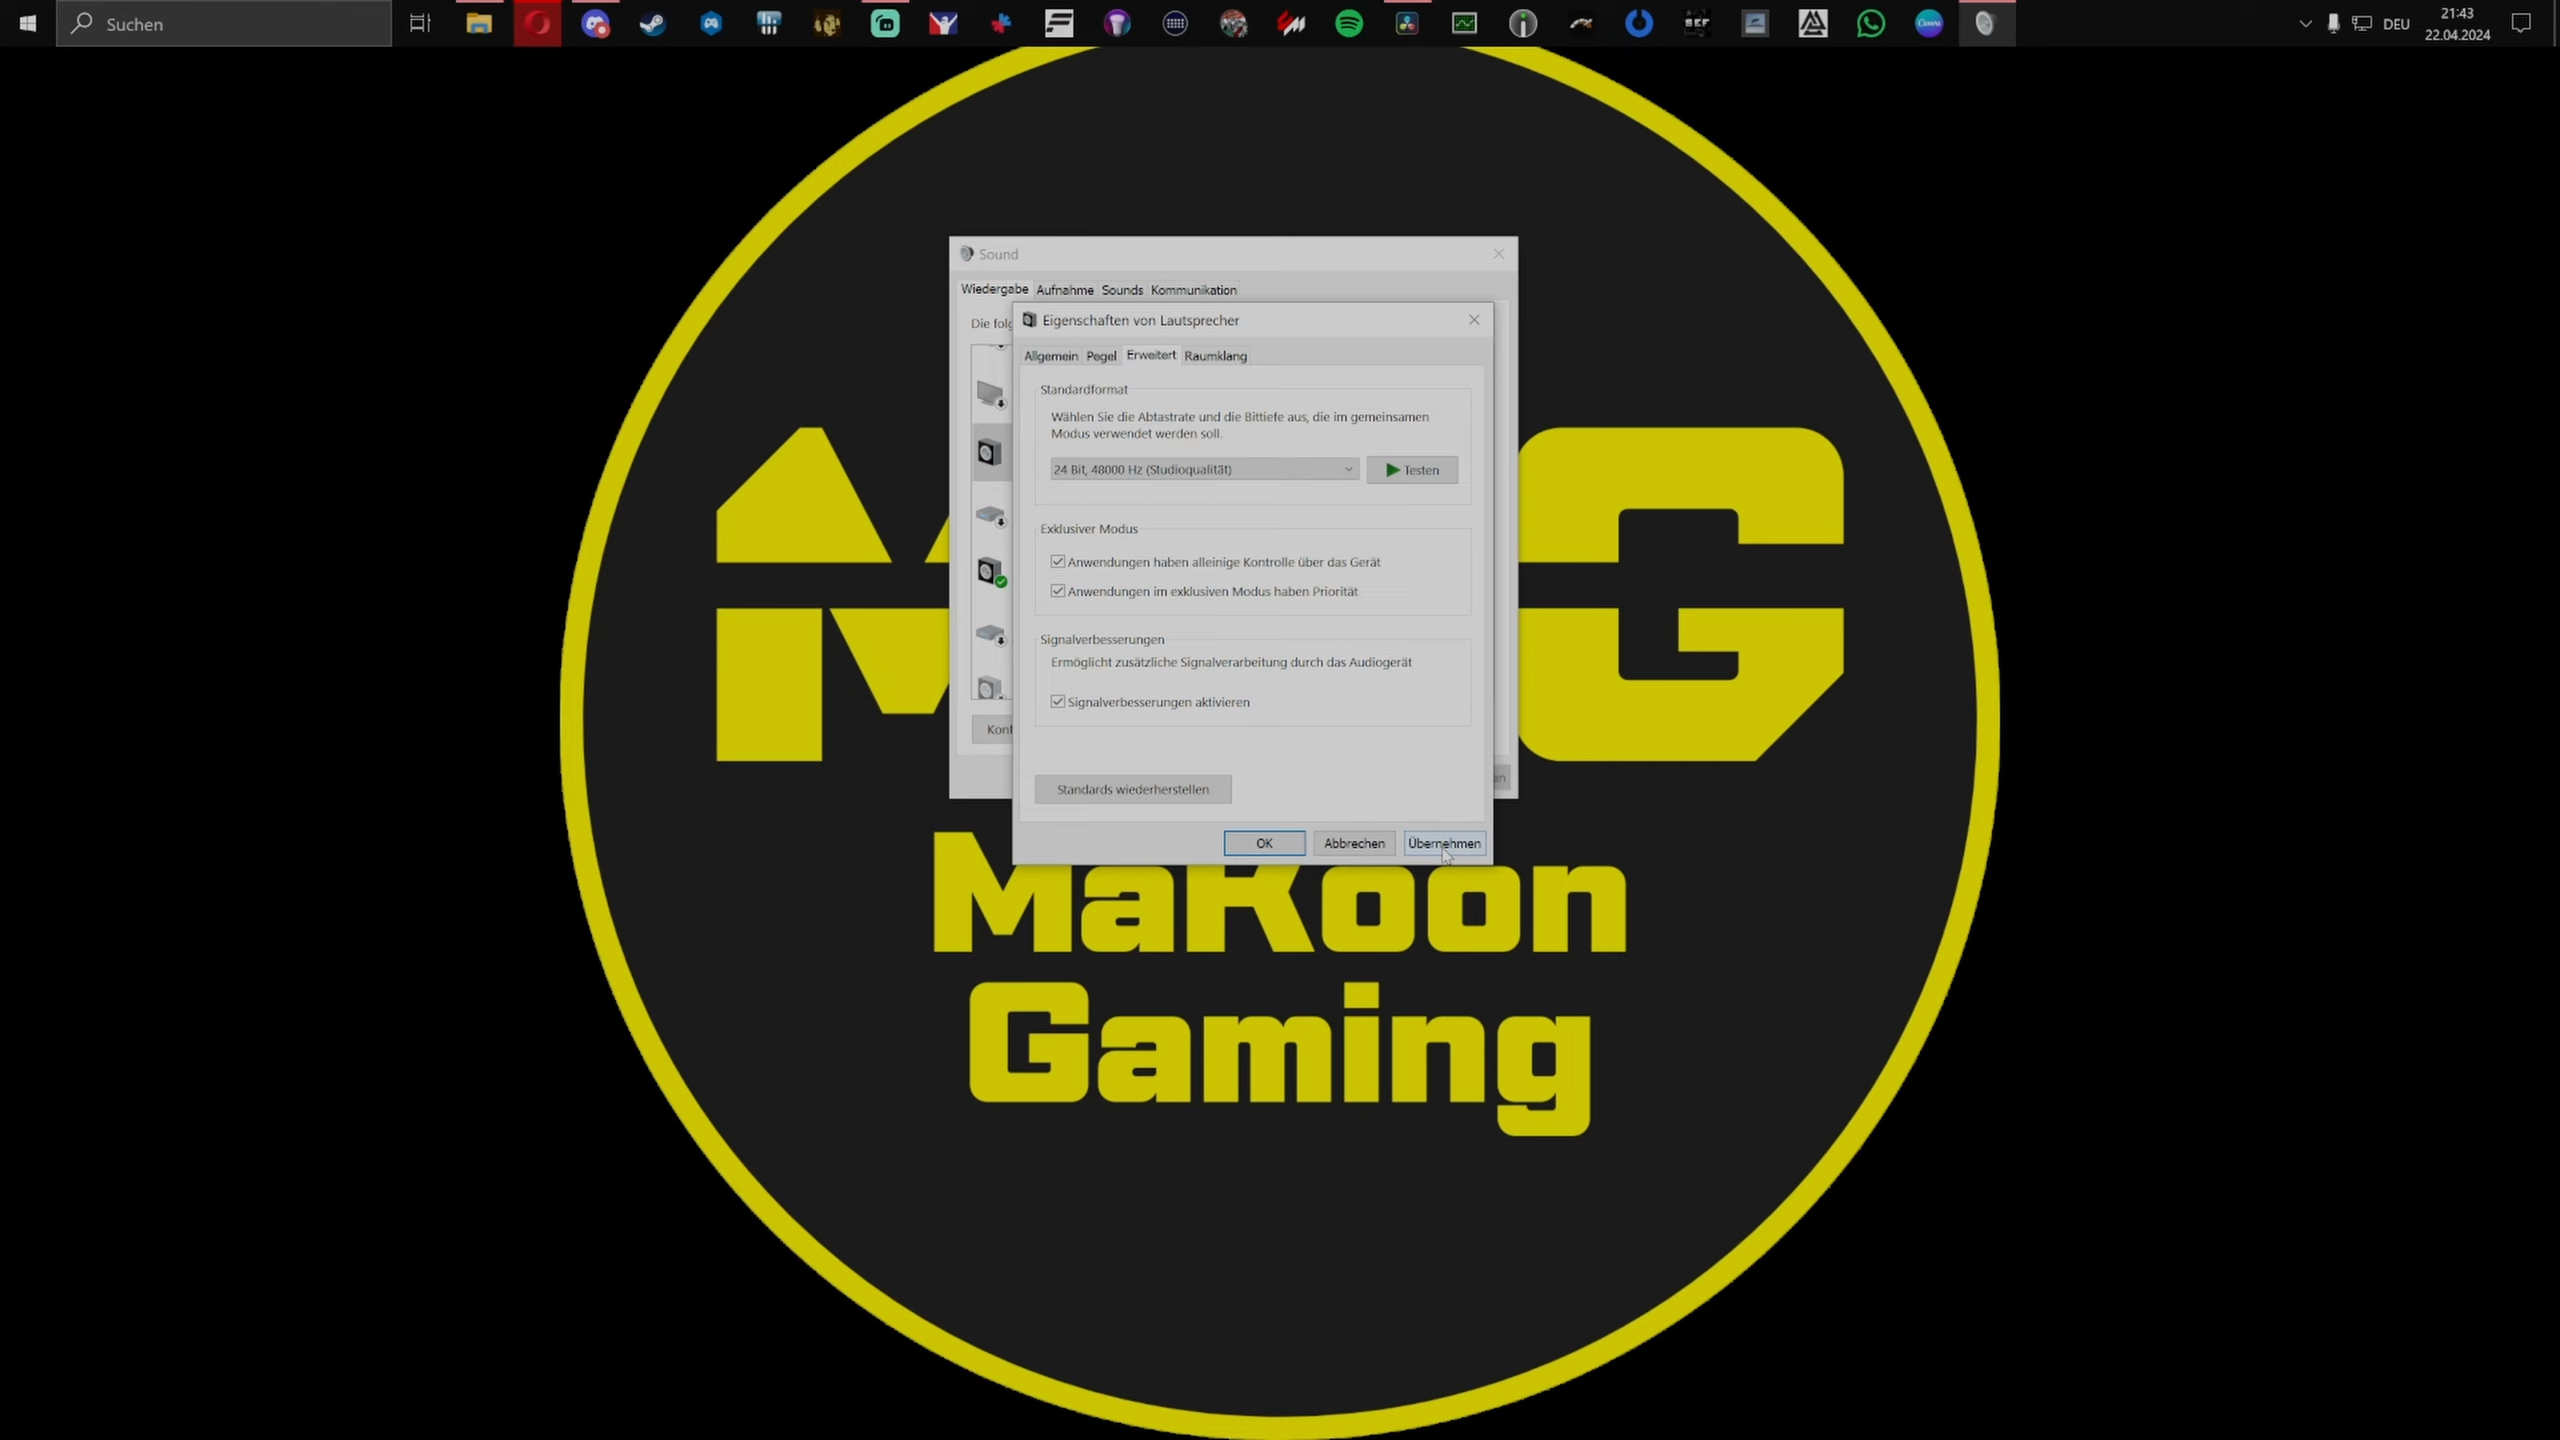 Suchen
DEU
21:43
22.04.2024
Sound
Wiedergabe Aufnahme Sounds Kommunikation
Die folg
Eigenschaften von Lautsprecher
Allgemein Pegel Erweitert Raumklang
Standardformat
Wählen Sie die Abtastrate und die Bittiefe aus, die im gemeinsamen
Modus verwendet werden soll.
24 Bit, 48000 Hz (Studioqualität)
Testen
Exklusiver Modus
Anwendungen haben alleinige Kontrolle über das Gerät
Anwendungen im exklusiven Modus haben Priorität
Signalverbesserungen
Ermöglicht zusätzliche Signalverarbeitung durch das Audiogerät
Signalverbesserungen aktivieren
Standards wiederherstellen
OK Abbrechen Übernehmen
MaKoon
Gaming